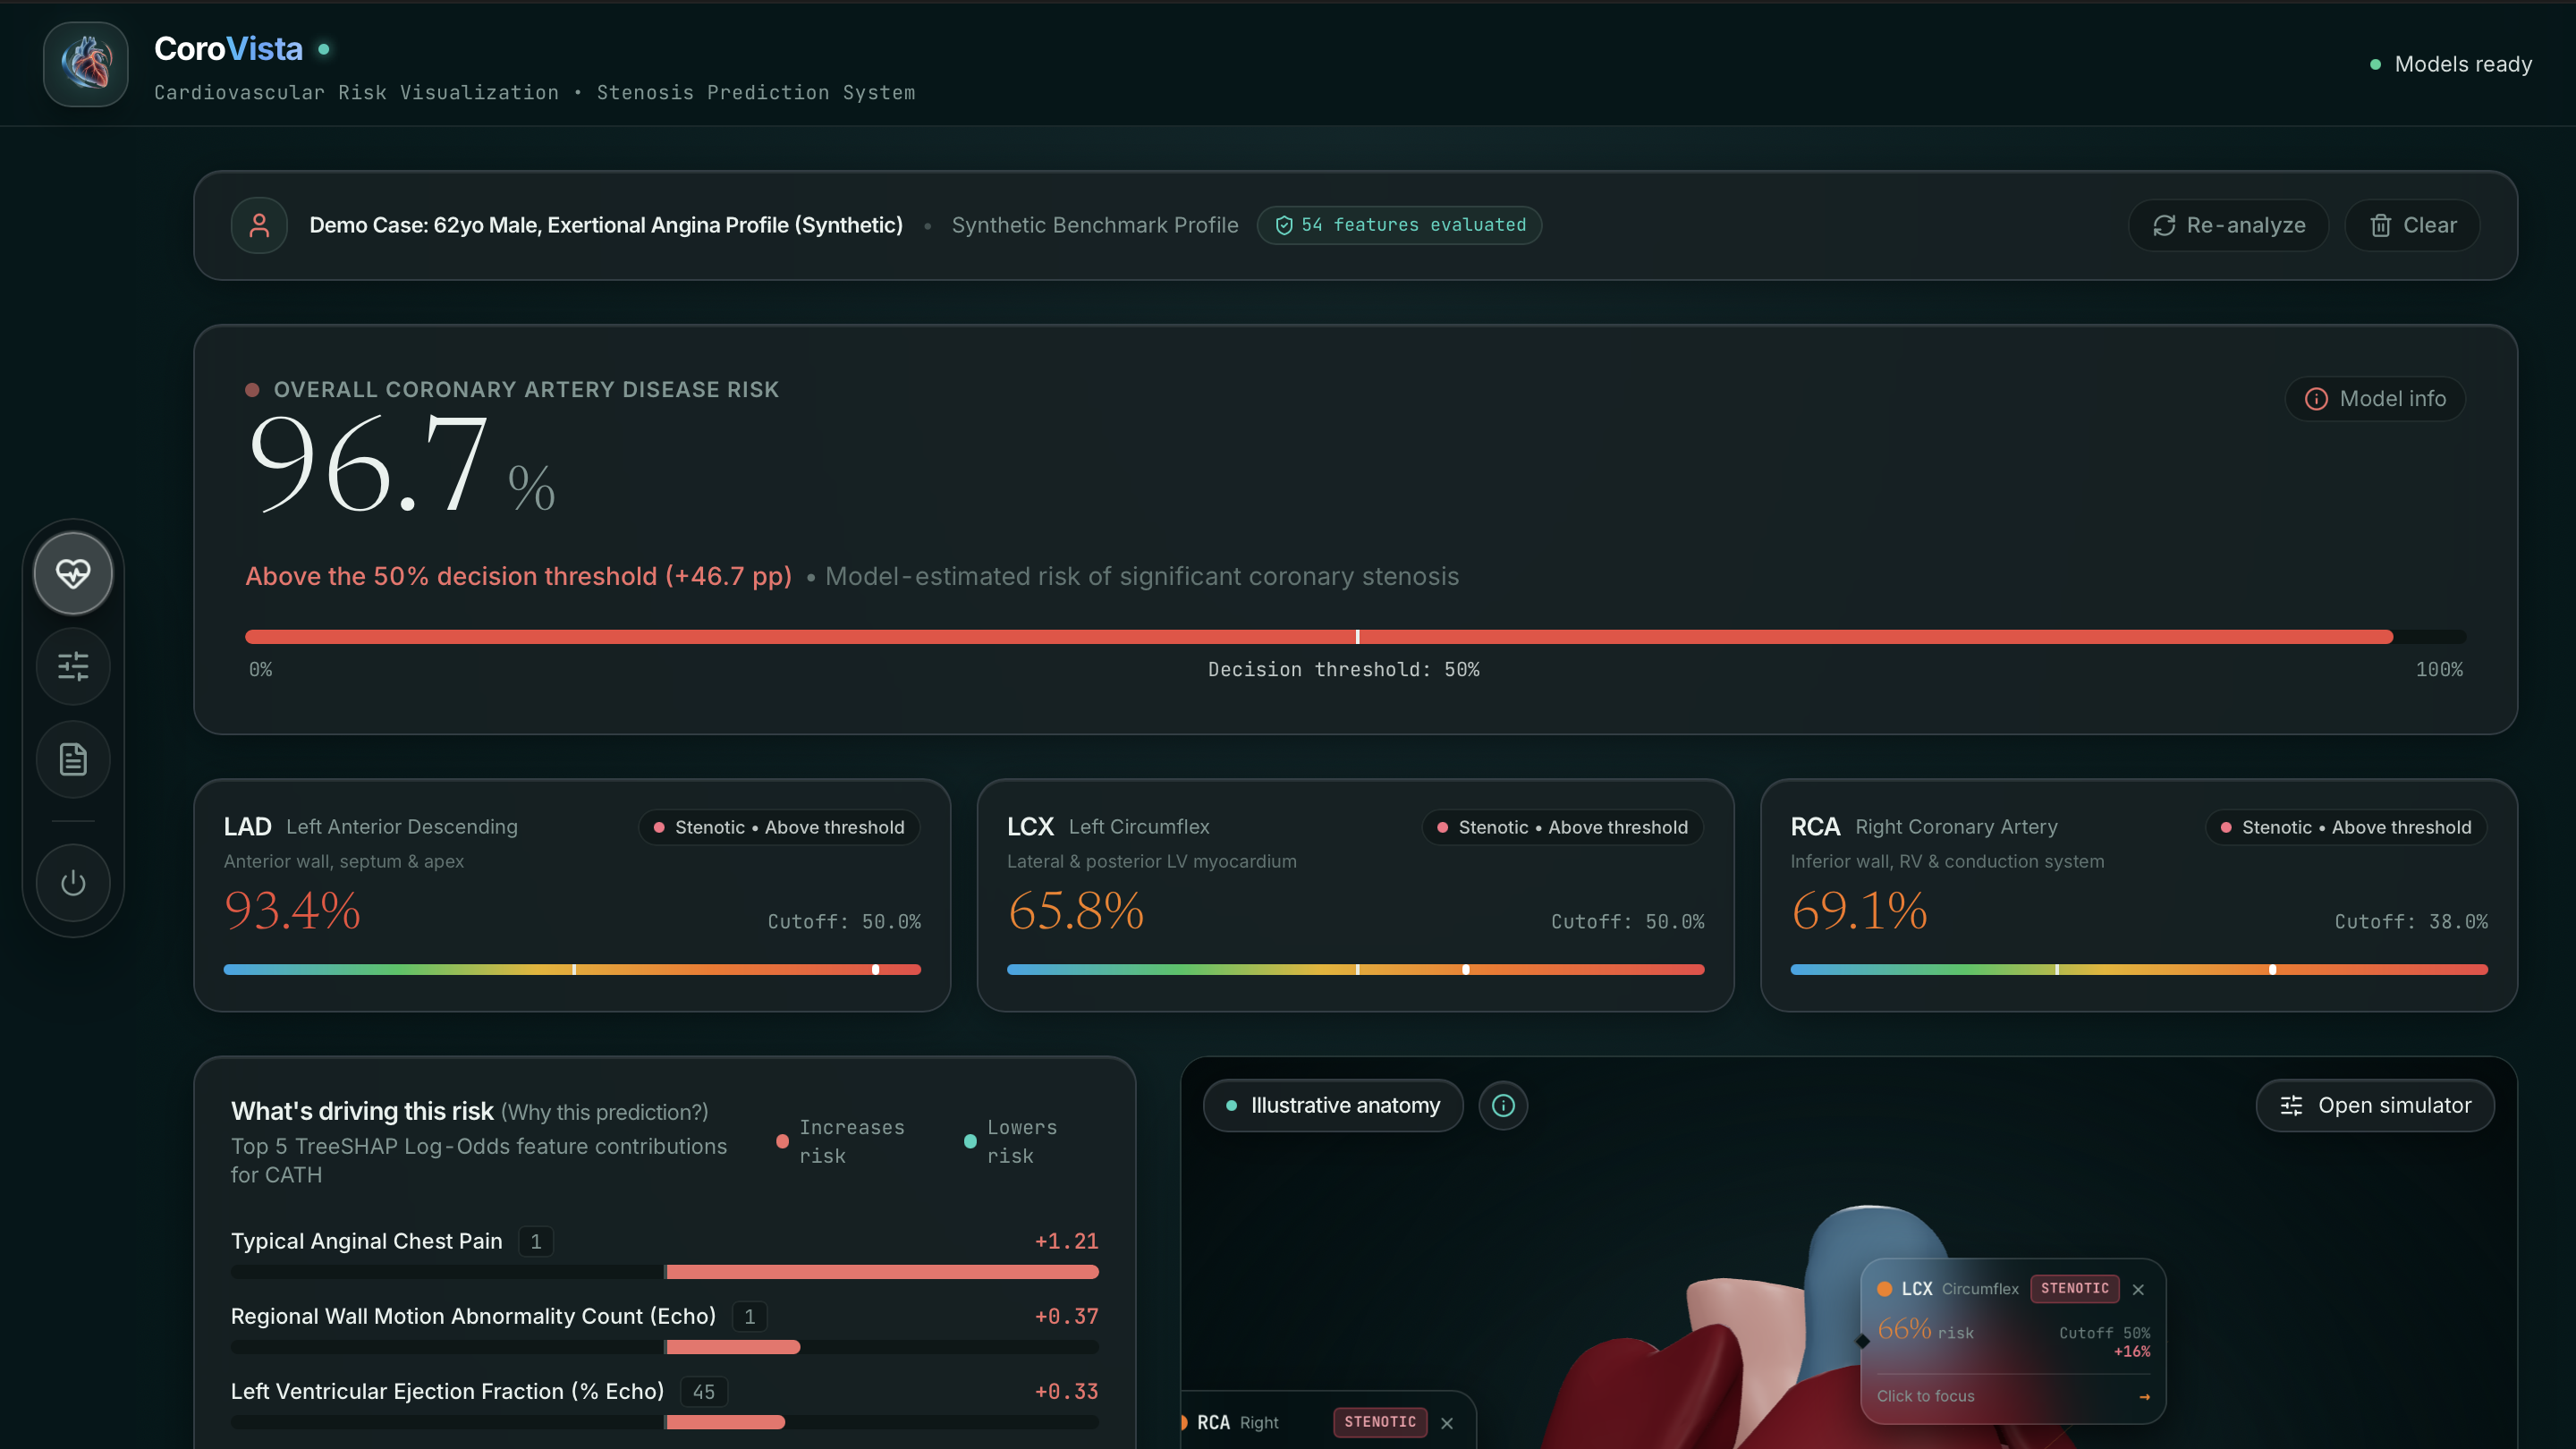 CoroVista
Cardiovascular Risk Visualization • Stenosis Prediction System
Models ready
Demo Case: 62yo Male, Exertional Angina Profile (Synthetic) • Synthetic Benchmark Profile
54 features evaluated
Re-analyze
Clear
OVERALL CORONARY ARTERY DISEASE RISK
Model info
96.7 %
Above the 50% decision threshold (+46.7 pp) • Model-estimated risk of significant coronary stenosis
0%
Decision threshold: 50%
100%
LAD Left Anterior Descending
Stenotic • Above threshold
Anterior wall, septum & apex
93.4%
Cutoff: 50.0%
LCX Left Circumflex
Stenotic • Above threshold
Lateral & posterior LV myocardium
65.8%
Cutoff: 50.0%
RCA Right Coronary Artery
Stenotic • Above threshold
Inferior wall, RV & conduction system
69.1%
Cutoff: 38.0%
What's driving this risk (Why this prediction?)
Top 5 TreeSHAP Log-Odds feature contributions
for CATH
Increases
risk
Lowers
risk
Typical Anginal Chest Pain 1 +1.21
Regional Wall Motion Abnormality Count (Echo) 1 +0.37
Left Ventricular Ejection Fraction (% Echo) 45 +0.33
Illustrative anatomy
Open simulator
LCX Circumflex STENOTIC
66% risk
Cutoff 50%
+16%
Click to focus →
RCA Right STENOTIC